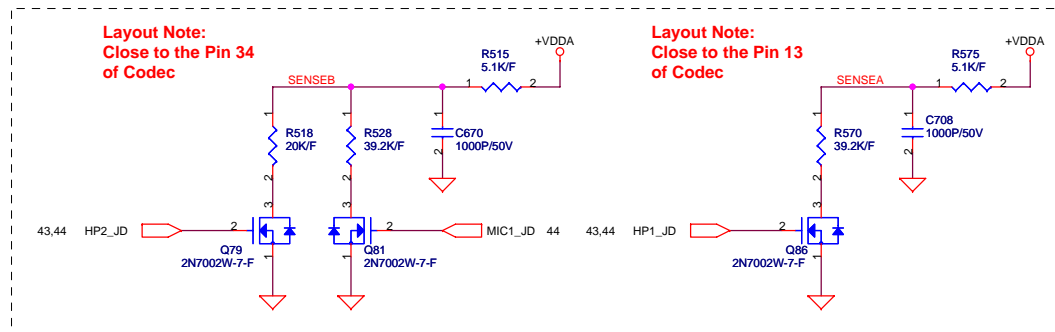 Layout Note:
Close to the Pin 34
of Codec
+VDDA
R515
5.1K/F
1 2
SENSEB
1 1 1
R518
20K/F
R528
39.2K/F
C670
1000P/50V
2 2 2
3 3
43,44 HP2_JD 2
2 MIC1_JD 44
Q79
2N7002W-7-F
Q81
2N7002W-7-F
1 1
Layout Note:
Close to the Pin 13
of Codec
+VDDA
R575
5.1K/F
1 2
SENSEA
1 1
R570
39.2K/F
C708
1000P/50V
2 2
3
43,44 HP1_JD 2
Q86
2N7002W-7-F
1